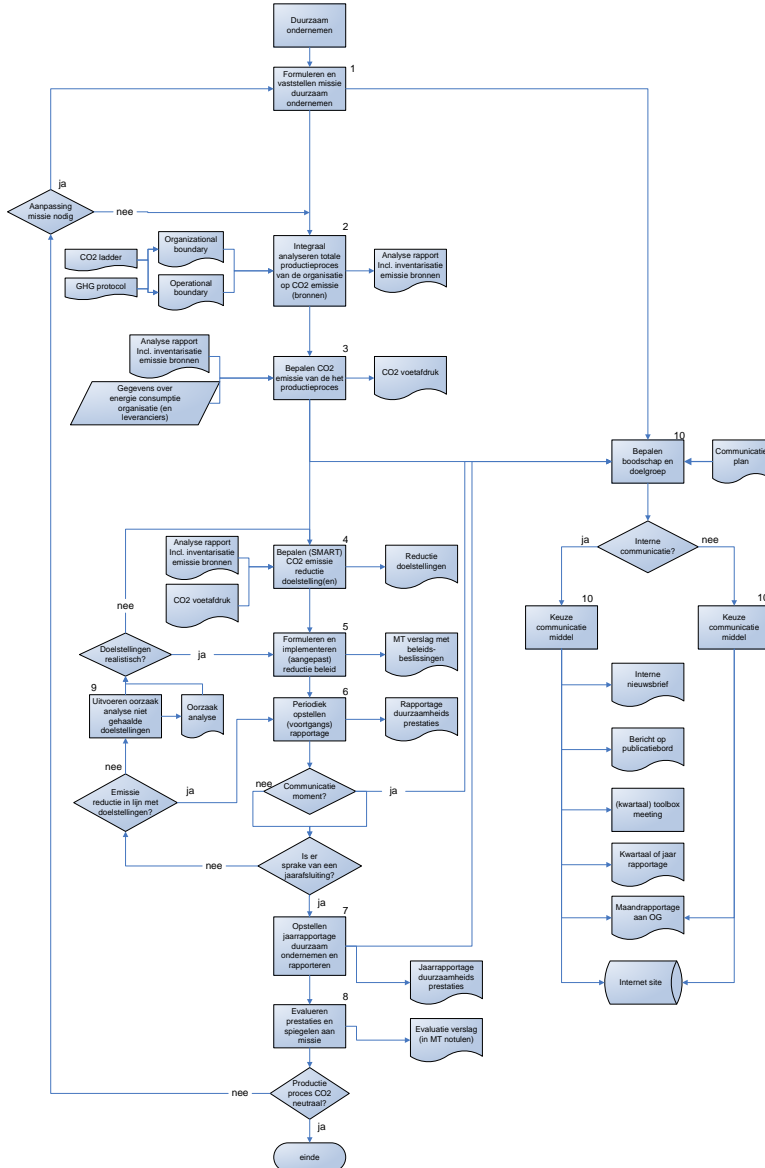 Duurzaam
ondernemen
1
Formuleren en
vaststellen missie
duurzaam
ondernemen
ja
Aanpassing
missie nodig
nee
2
CO2 ladder
GHG protocol
Organizational
boundary
Operational
boundary
Integraal
analyseren totale
productieproces
van de organisatie
op CO2 emissie
(bronnen)
Analyse rapport
Incl. inventarisatie
emissie bronnen
3
Analyse rapport
Incl. inventarisatie
emissie bronnen
Gegevens over
energie consumptie
organisatie (en
leveranciers)
Bepalen CO2
emissie van de het
productieproces
CO2 voetafdruk
10
Bepalen
boodschap en
doelgroep
Communicatie
plan
4
Analyse rapport
Incl. inventarisatie
emissie bronnen
CO2 voetafdruk
Bepalen (SMART)
CO2 emissie
reductie
doelstelling(en)
Reductie
doelstellingen
ja
Interne
communicatie?
nee
10
Keuze
communicatie
middel
10
Keuze
communicatie
middel
nee
Doelstellingen
realistisch?
ja
5
Formuleren en
implementeren
(aangepast)
reductie beleid
MT verslag met
beleids-
beslissingen
9
Uitvoeren oorzaak
analyse niet
gehaalde
doelstellingen
Oorzaak
analyse
6
Periodiek
opstellen
(voortgangs)
rapportage
Rapportage
duurzaamheids
prestaties
Interne
nieuwsbrief
Bericht op
publicatiebord
(kwartaal) toolbox
meeting
Kwartaal of jaar
rapportage
Maandrapportage
aan OG
Internet site
nee
Emissie
reductie in lijn met
doelstellingen?
ja
nee
Communicatie
moment?
ja
nee
Is er
sprake van een
jaarafsluiting?
ja
7
Opstellen
jaarrapportage
duurzaam
ondernemen en
rapporteren
Jaarrapportage
duurzaamheids
prestaties
8
Evalueren
prestaties en
spiegelen aan
missie
Evaluatie verslag
(in MT notulen)
nee
Productie
proces CO2
neutraal?
ja
einde